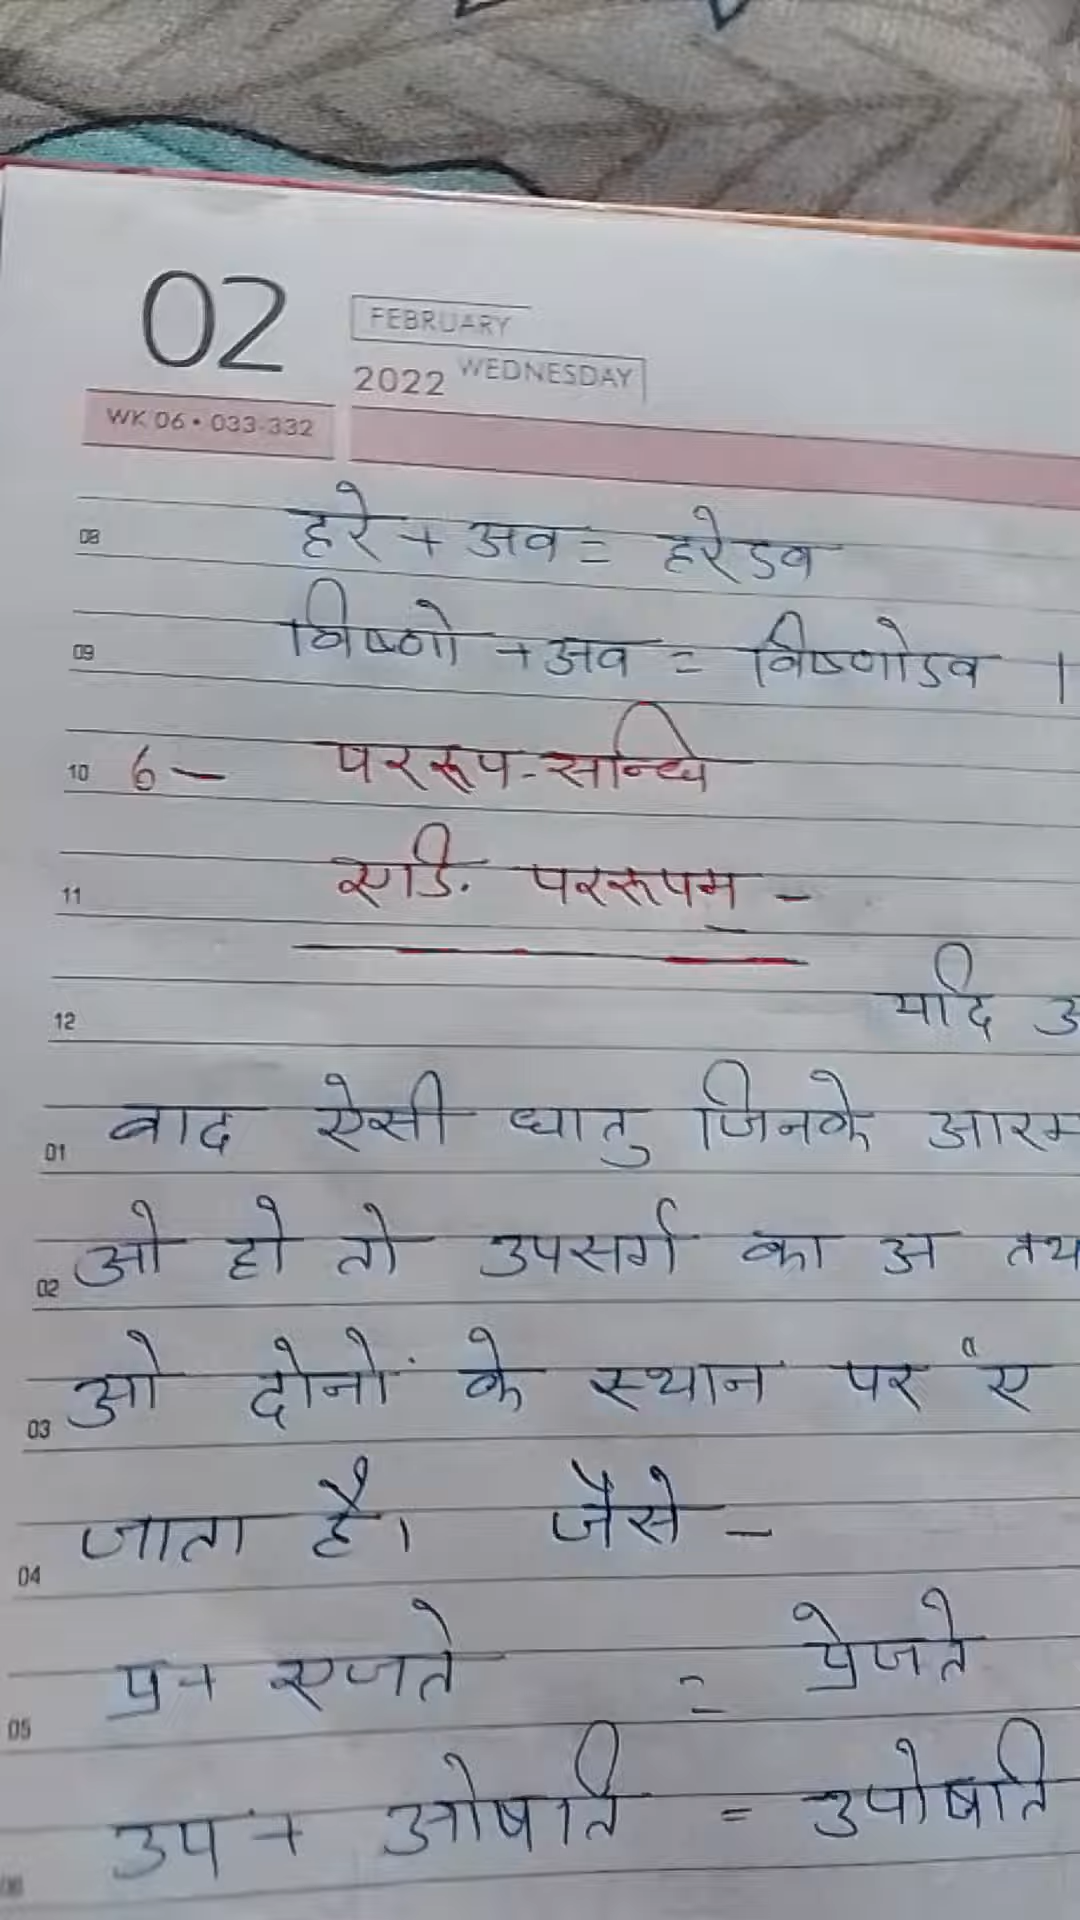 02
FEBRUARY
2022 WEDNESDAY
WK 06 • 033-332
08 हरे + अव = हरेऽव
09 विष्णो + अव = विष्णोऽव ।
10 6 – पररूप-सन्धि
11 एङि पररूपम् –
12 यदि
01 बाद ऐसी धातु जिनके आरम
02 ओ हो तो उपसर्ग का अ तथ
03 ओ दोनों के स्थान पर ए
04 जाता है। जैसे –
05 प्र + एजते = प्रेजते
06 उप + ओषति = उपोषति